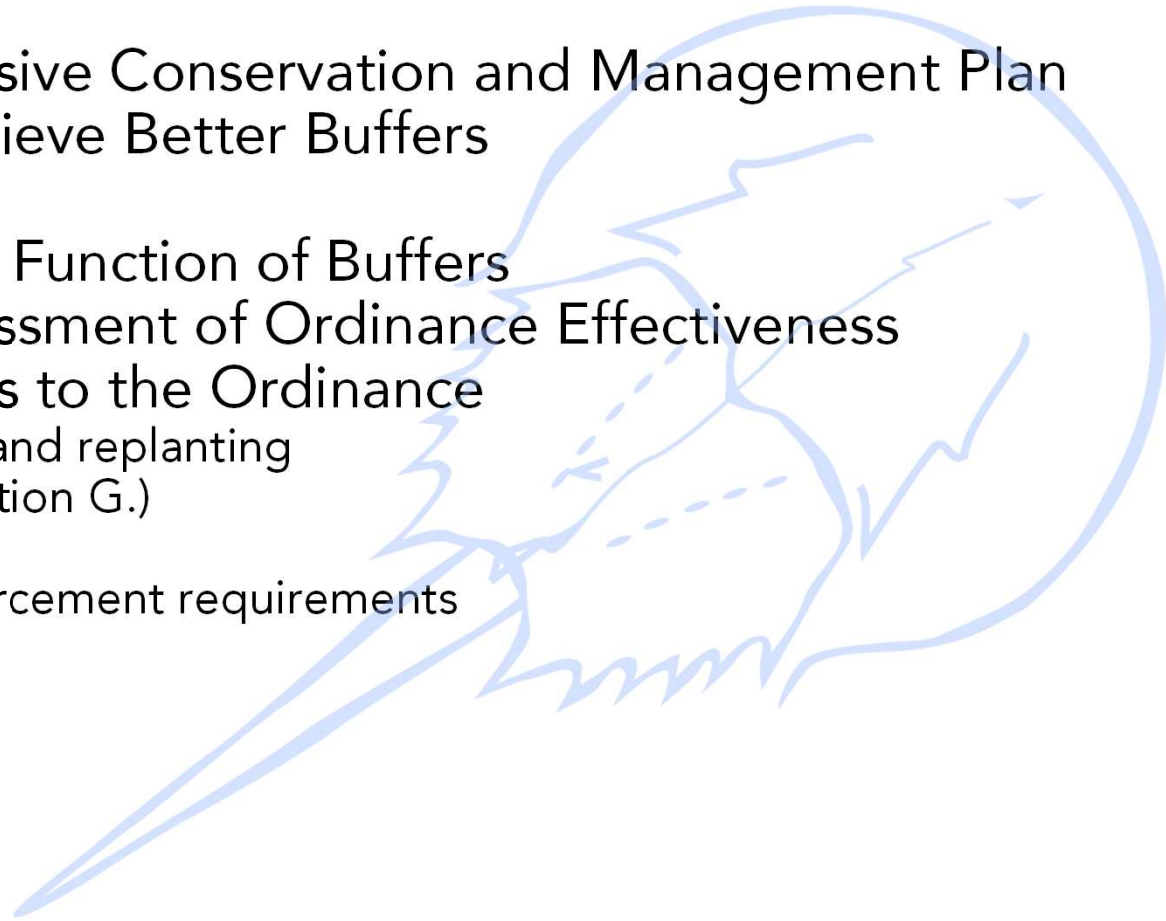 sive Conservation and Management Plan
ieve Better Buffers
Function of Buffers
ssment of Ordinance Effectiveness
s to the Ordinance
and replanting
tion G.)
rcement requirements